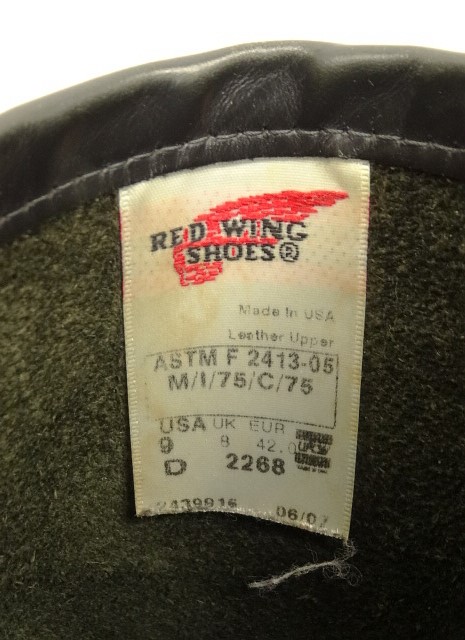 RED WING
SHOES®
Made in USA
Leather Upper
ASTM F 2413-05
M/I/75/C/75
USA UK EUR
9 8 42.0
D 2268
2439916 06/07